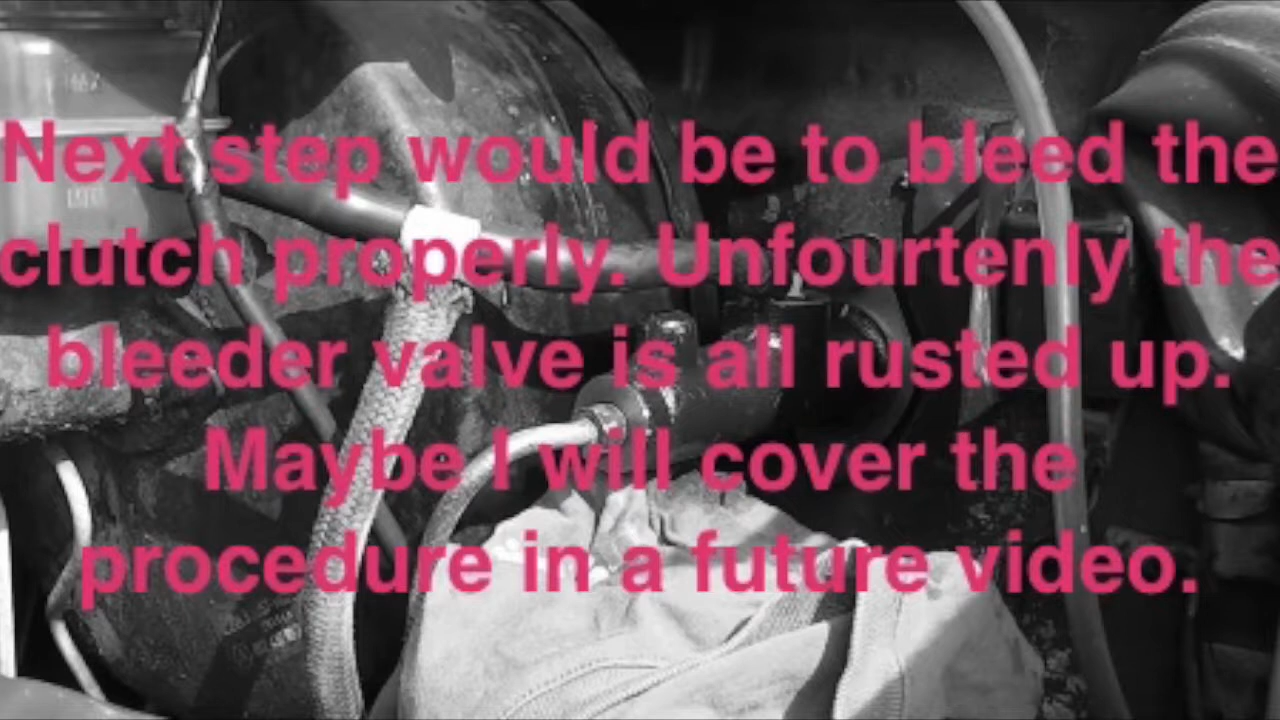 MAX
Next step would be to bleed the
clutch properly. Unfourtenly the
bleeder valve is all rusted up.
Maybe I will cover the
procedure in a future video.